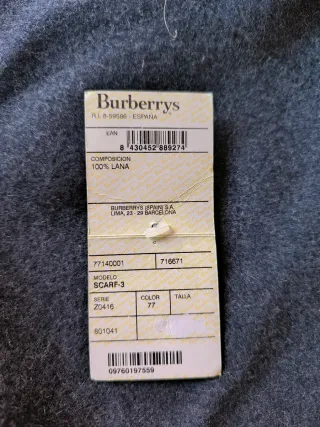 Burberrys
R.I. 8-59586 - ESPAÑA
EAN
8 430452 889274
COMPOSICION
100% LANA
BURBERRYS (SPAIN) S.A.
LIMA, 23 - 29 BARCELONA
77140001 716671
MODELO
SCARF-3
SERIE COLOR TALLA
Z0416 77
601041
09760197559